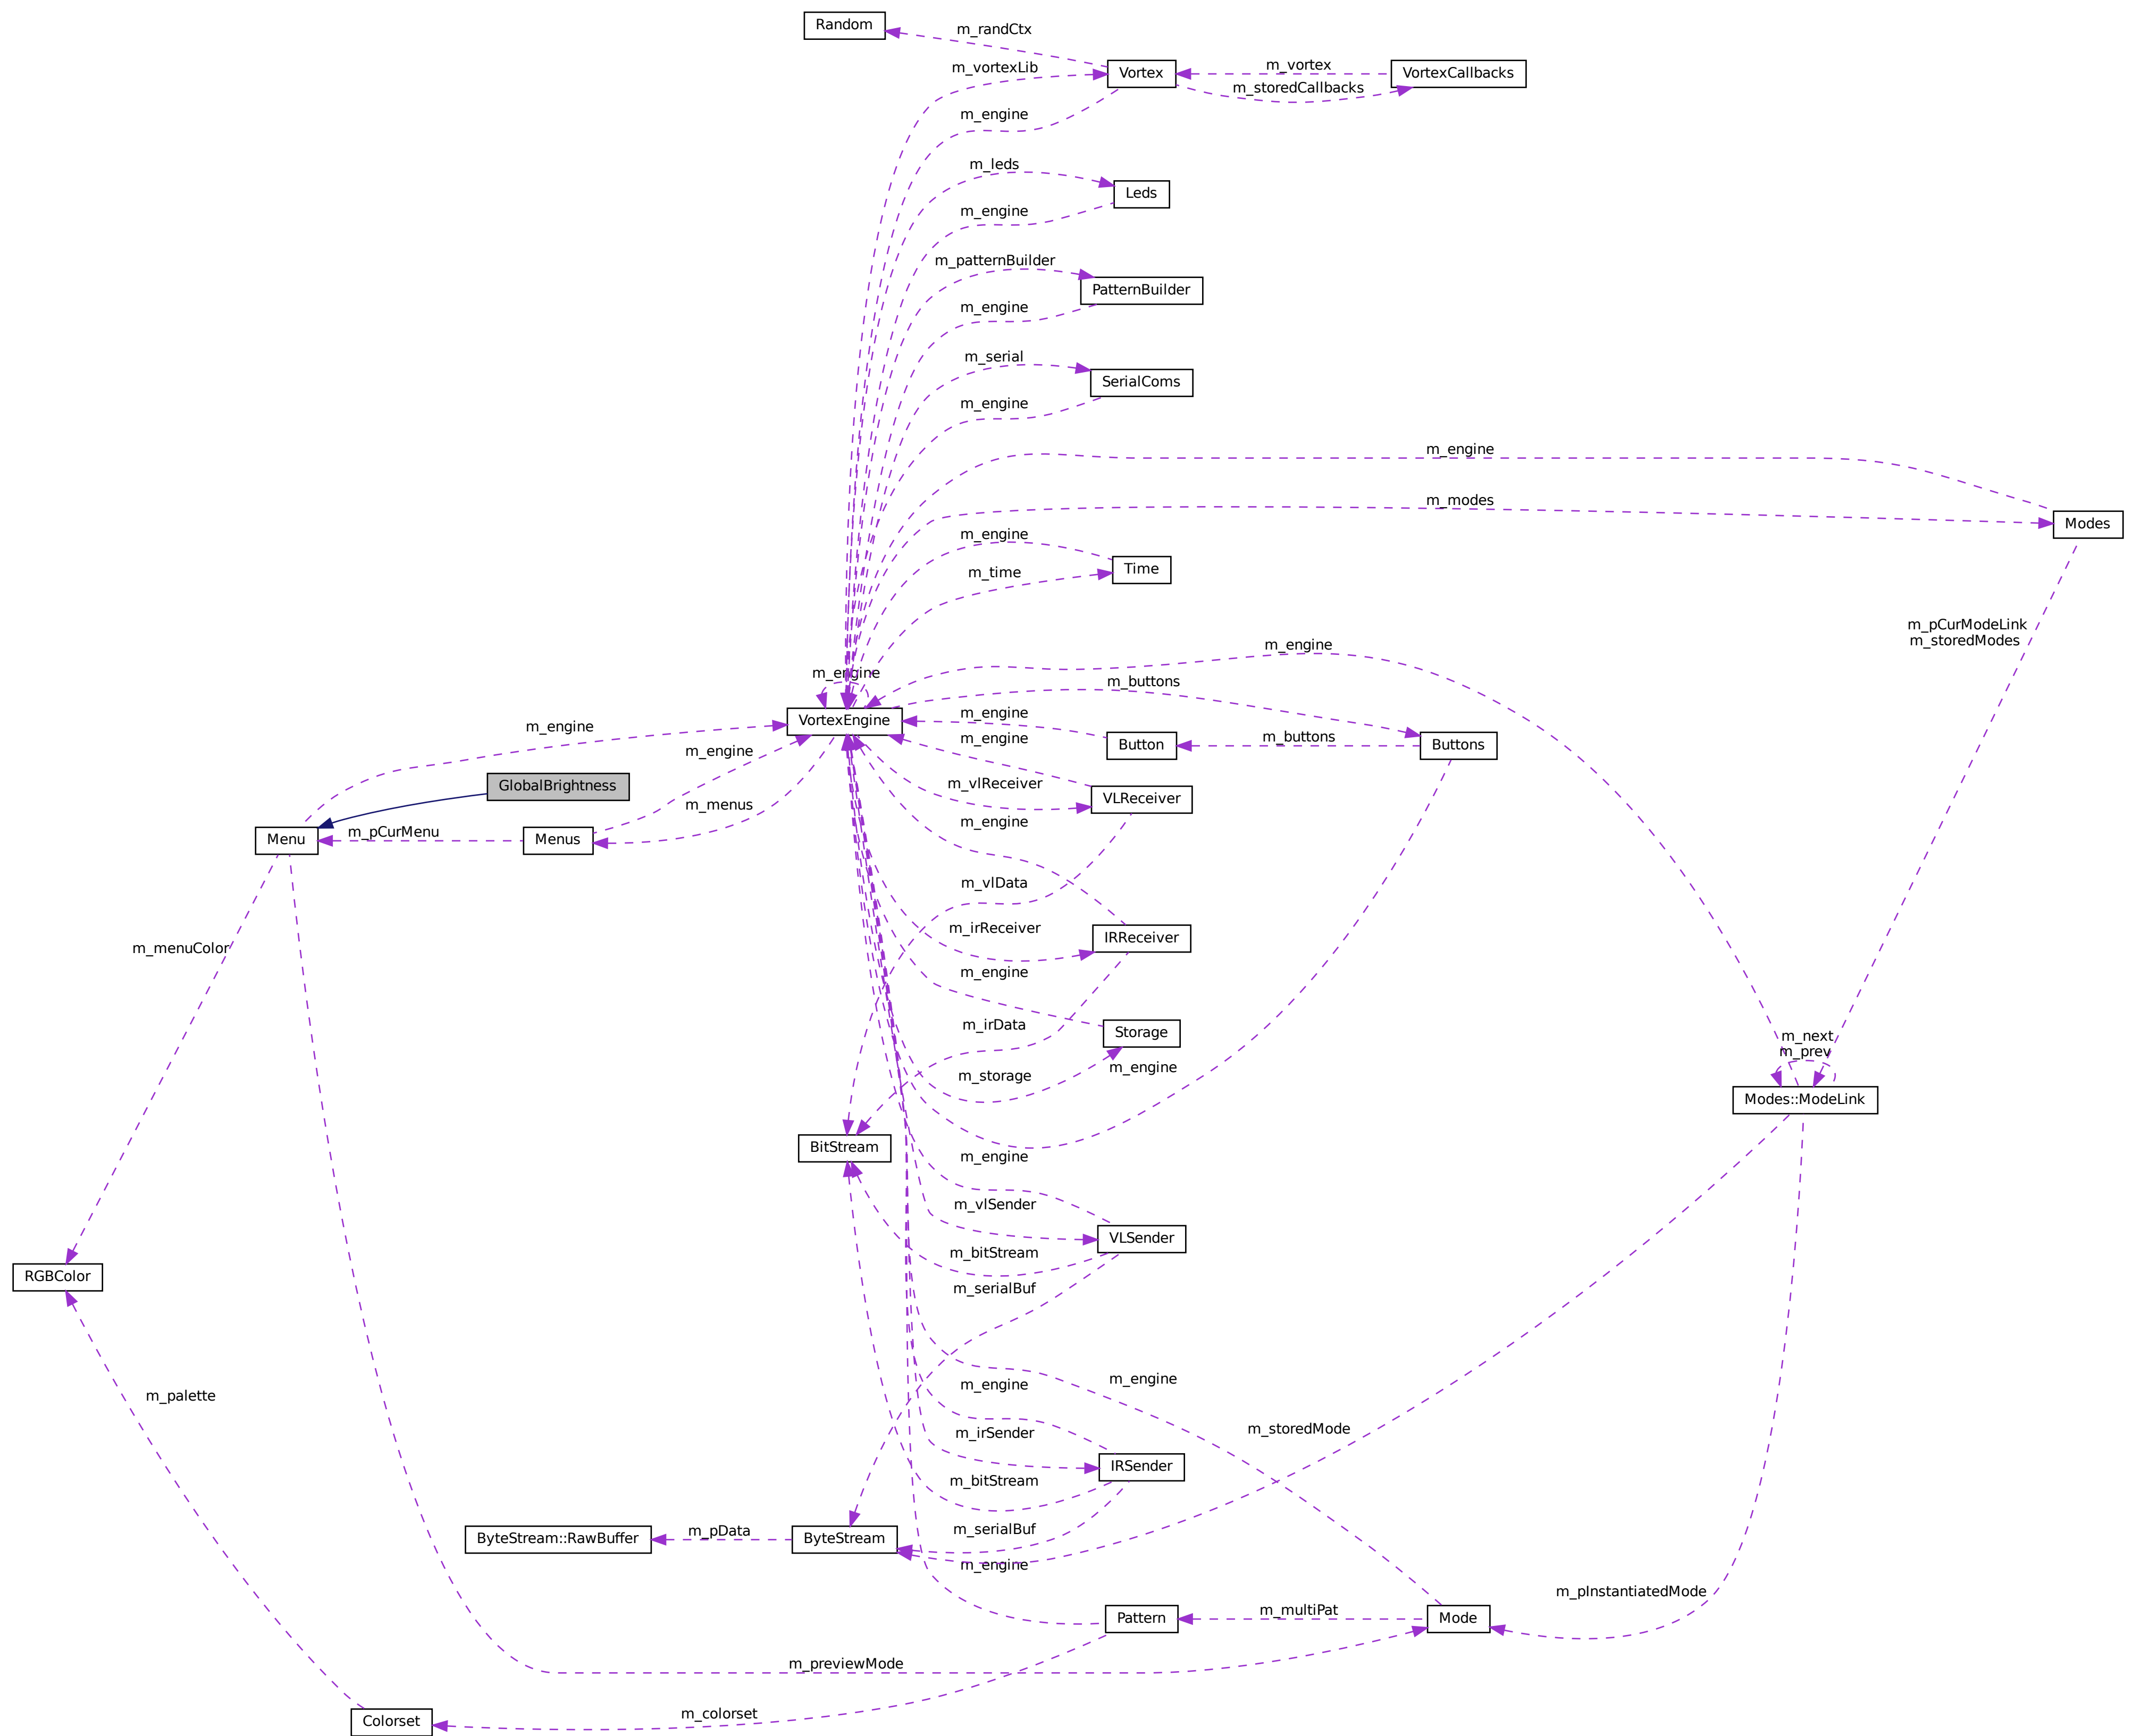 Random
m_randCtx
m_vortexLib
Vortex
m_vortex
VortexCallbacks
m_storedCallbacks
m_engine
m_leds
Leds
m_engine
m_patternBuilder
PatternBuilder
m_engine
m_serial
SerialComs
m_engine
m_engine
m_modes
Modes
m_engine
m_time
Time
m_pCurModeLink
m_storedModes
m_engine
m_engine
m_buttons
VortexEngine
m_engine
m_engine
m_buttons
Button
Buttons
m_engine
m_engine
m_vlReceiver
VLReceiver
GlobalBrightness
m_menus
m_engine
m_pCurMenu
Menu
Menus
m_vlData
m_irReceiver
IRReceiver
m_menuColor
m_engine
m_irData
Storage
m_next
m_prev
m_storage
m_engine
Modes::ModeLink
BitStream
m_engine
m_vlSender
VLSender
m_bitStream
RGBColor
m_serialBuf
m_engine
m_engine
m_palette
m_storedMode
m_irSender
IRSender
m_bitStream
m_serialBuf
m_pData
ByteStream::RawBuffer
ByteStream
m_engine
m_pInstantiatedMode
m_multiPat
Pattern
Mode
m_previewMode
m_colorset
Colorset